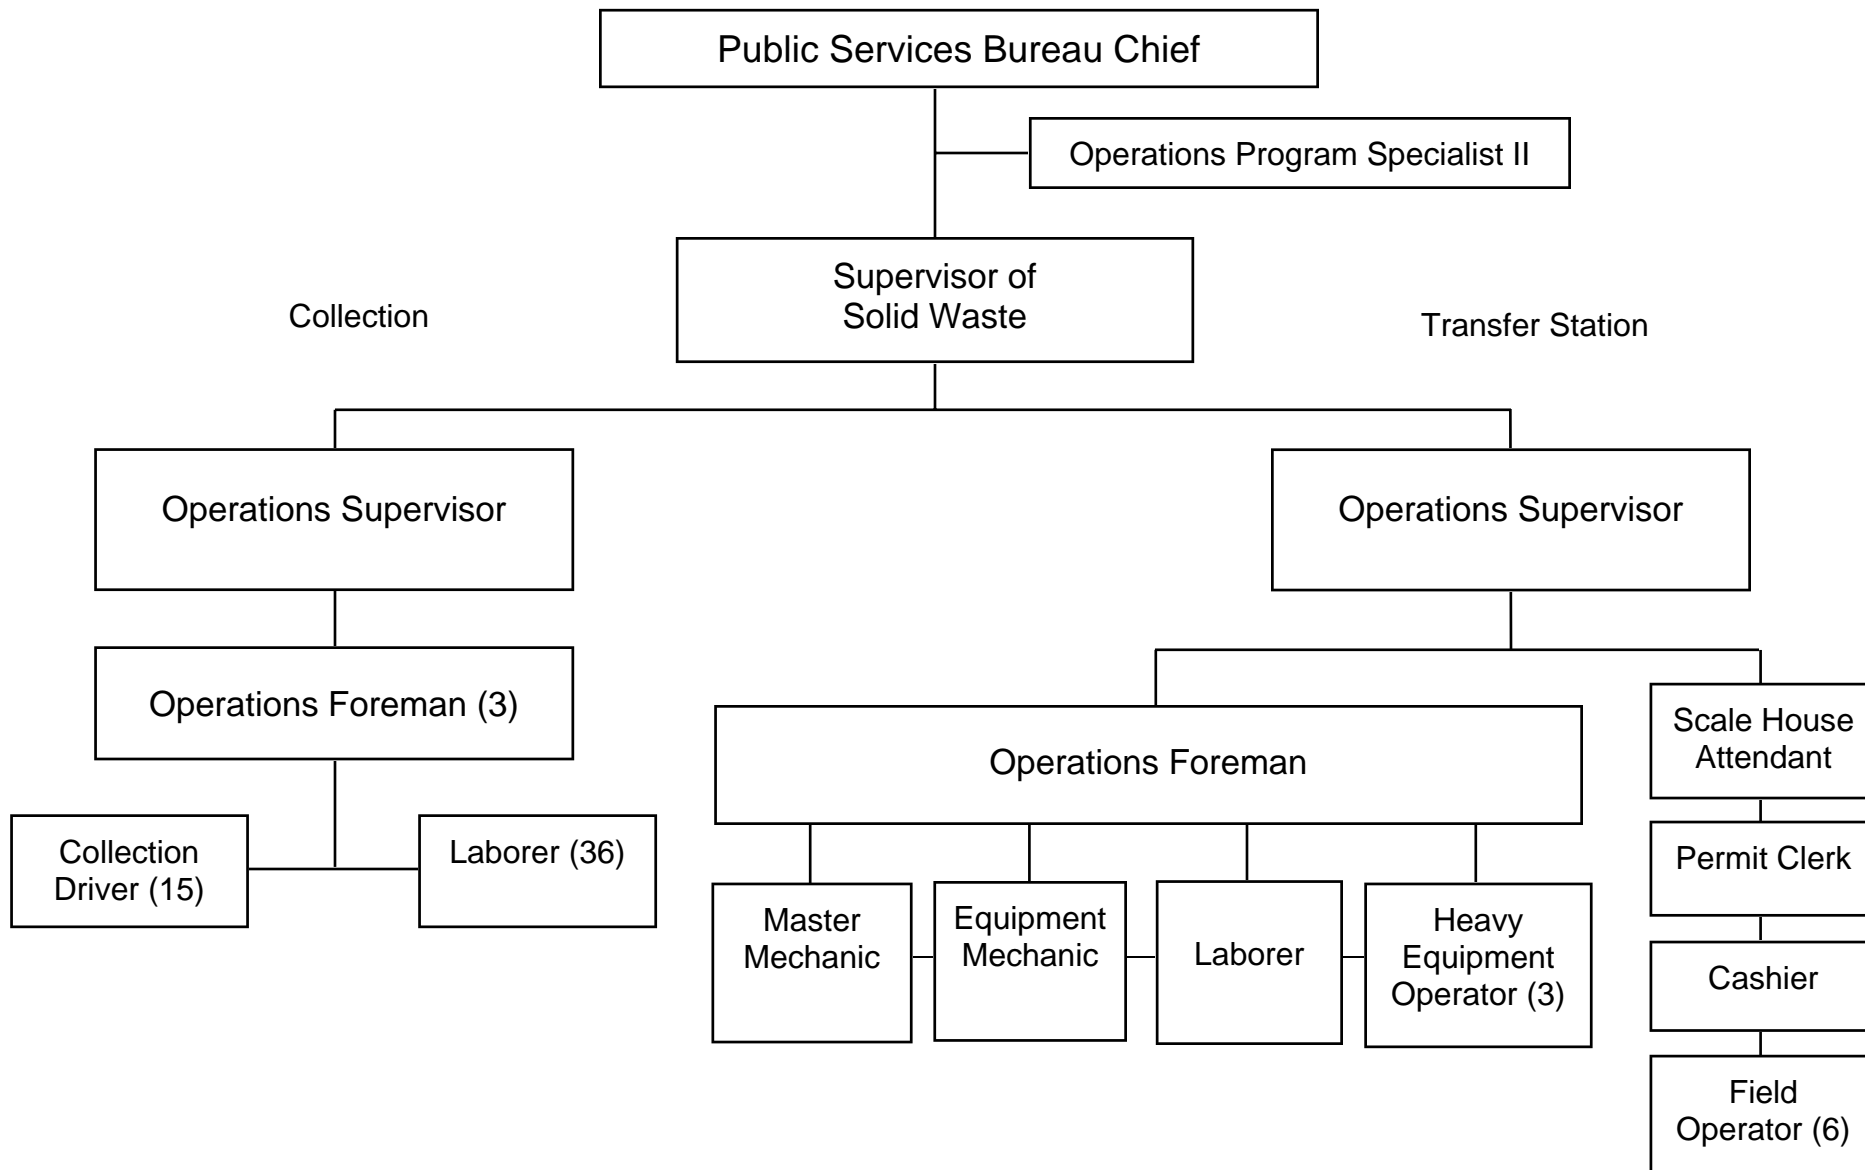 Public Services Bureau Chief
Operations Program Specialist II
Supervisor of
Solid Waste
Collection
Transfer Station
Operations Supervisor
Operations Supervisor
Operations Foreman (3)
Operations Foreman
Scale House
Attendant
Collection
Driver (15)
Laborer (36)
Permit Clerk
Master
Mechanic
Equipment
Mechanic
Laborer
Heavy
Equipment
Operator (3)
Cashier
Field
Operator (6)